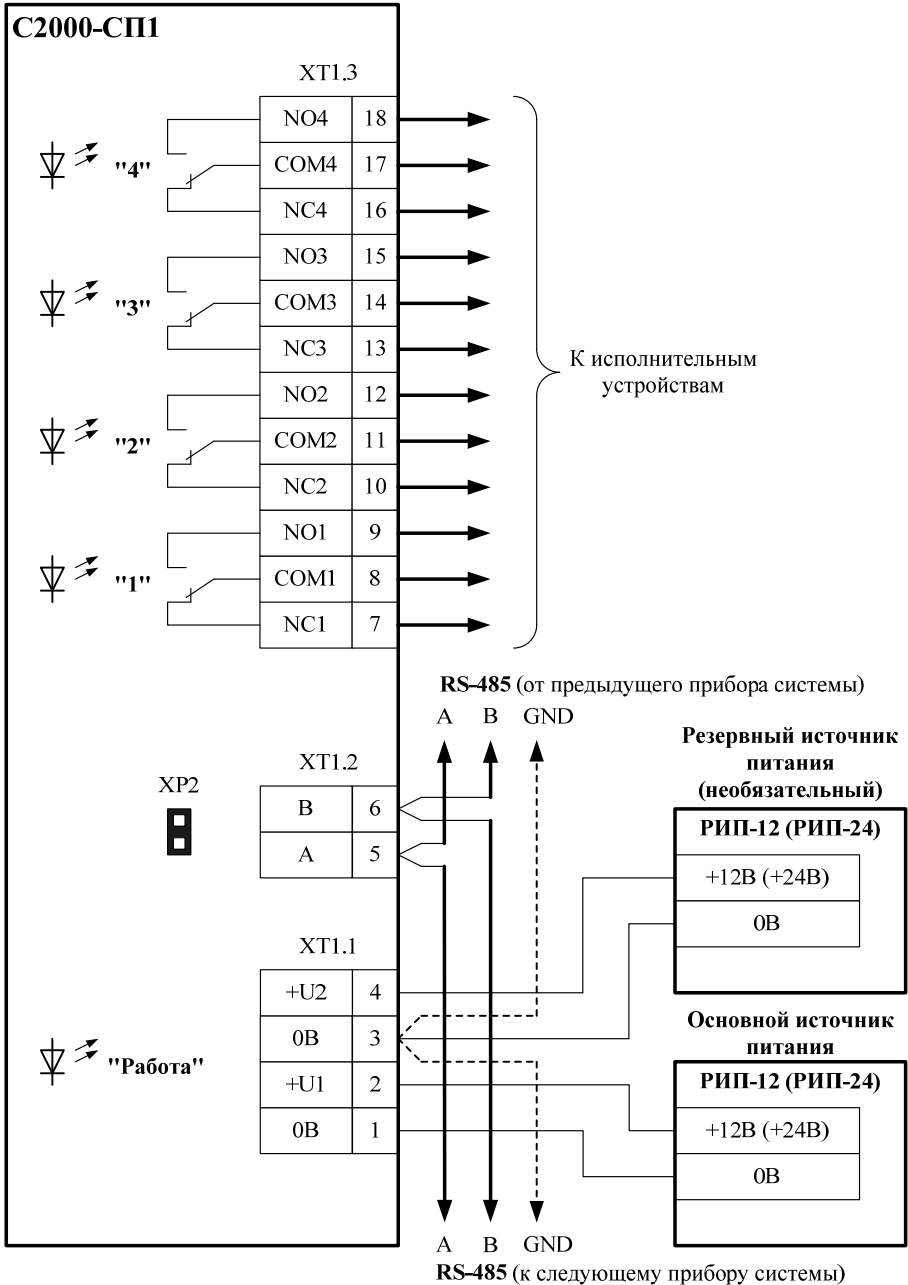 С2000-СП1
XT1.3
NO4 18
COM4 17
"4"
NC4 16
NO3 15
COM3 14
"3"
NC3 13
NO2 12
COM2 11
"2"
NC2 10
NO1 9
COM1 8
"1"
NC1 7
К исполнительным
устройствам
RS-485 (от предыдущего прибора системы)
A B GND
XT1.2
XP2
B 6
A 5
Резервный источник
питания
(необязательный)
РИП-12 (РИП-24)
+12В (+24В)
0В
XT1.1
+U2 4
0В 3
"Работа"
+U1 2
0В 1
Основной источник
питания
РИП-12 (РИП-24)
+12В (+24В)
0В
A B GND
RS-485 (к следующему прибору системы)